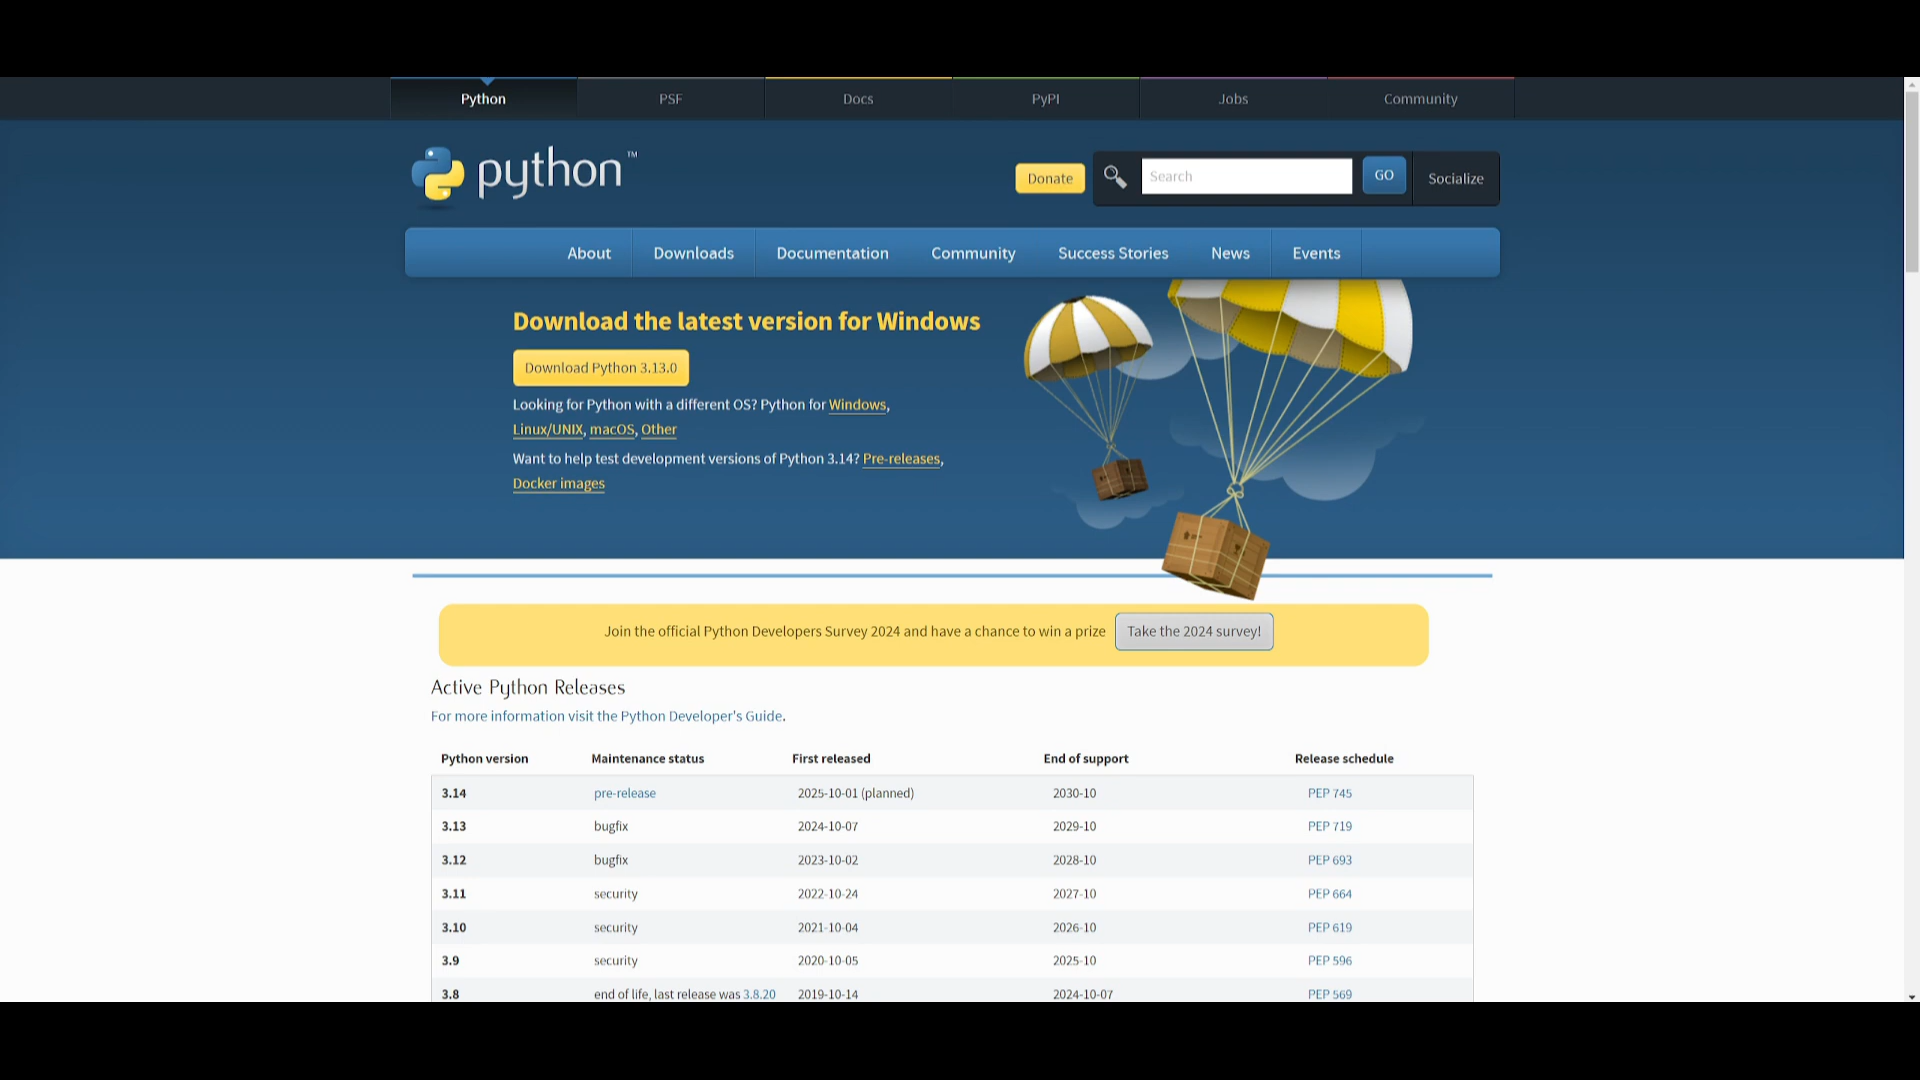 Python PSF Docs PyPI Jobs Community
python™
Donate Search GO Socialize
About Downloads Documentation Community Success Stories News Events
Download the latest version for Windows
Download Python 3.13.0
Looking for Python with a different OS? Python for Windows,
Linux/UNIX, macOS, Other
Want to help test development versions of Python 3.14? Pre-releases,
Docker images
Join the official Python Developers Survey 2024 and have a chance to win a prize Take the 2024 survey!
Active Python Releases
For more information visit the Python Developer's Guide.
Python version Maintenance status First released End of support Release schedule
3.14 pre-release 2025-10-01 (planned) 2030-10 PEP 745
3.13 bugfix 2024-10-07 2029-10 PEP 719
3.12 bugfix 2023-10-02 2028-10 PEP 693
3.11 security 2022-10-24 2027-10 PEP 664
3.10 security 2021-10-04 2026-10 PEP 619
3.9 security 2020-10-05 2025-10 PEP 596
3.8 end of life, last release was 3.8.20 2019-10-14 2024-10-07 PEP 569